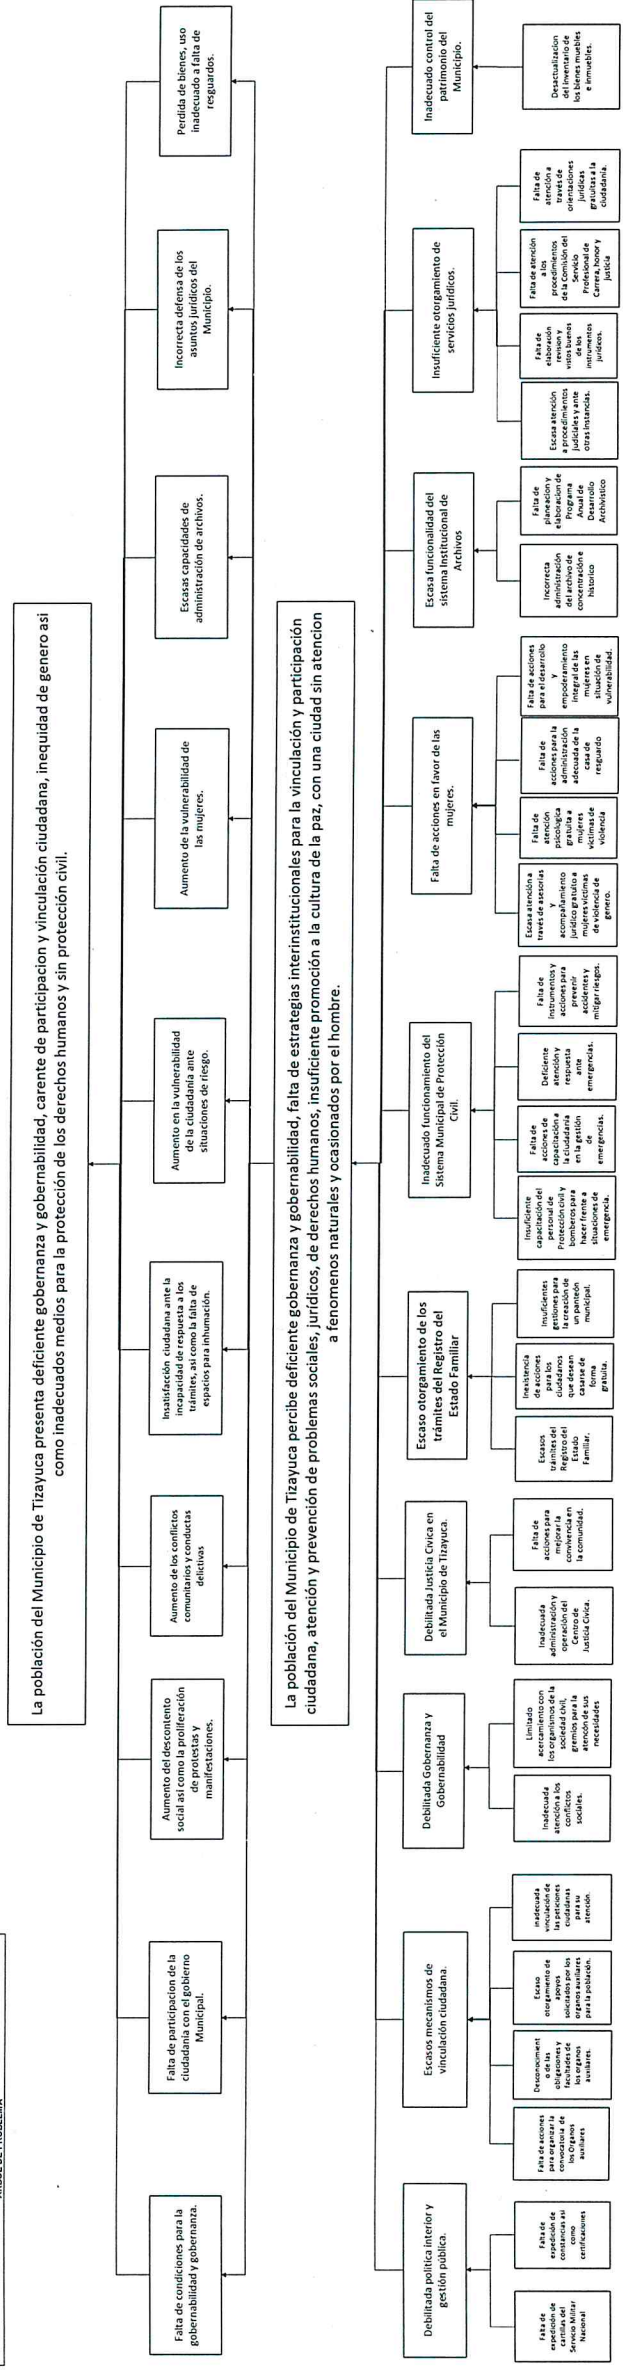 ARBOL DE PROBLEMA
La población del Municipio de Tizayuca presenta deficiente gobernanza y gobernabilidad, carente de participacion y vinculación ciudadana, inequidad de genero asi
como inadecuados medios para la protección de los derechos humanos y sin protección civil.
Falta de condiciones para la
gobernabilidad y gobernanza.
Falta de participacion de la
ciudadanía con el gobierno
Municipal.
Aumento del descontento
social asi como la proliferación
de protestas y
manifestaciones.
Aumento de los conflictos
comunitarios y conductas
delictivas
Insatisfacción ciudadana ante la
incapacidad de respuesta a los
trámites, asi como la falta de
espacios para inhumación.
Aumento en la vulnerabilidad
de la ciudadanía ante
situaciones de riesgo.
Aumento de la vulnerabilidad de
las mujeres.
Escasas capacidades de
administración de archivos.
Incorrecta defensa de los
asuntos jurídicos del
Municipio.
Perdida de bienes, uso
inadecuado a falta de
resguardos.
La población del Municipio de Tizayuca percibe deficiente gobernanza y gobernabilidad, falta de estrategias interinstitucionales para la vinculación y participación
ciudadana, atención y prevención de problemas sociales, jurídicos, de derechos humanos, insuficiente promoción a la cultura de la paz, con una ciudad sin atencion
a fenomenos naturales y ocasionados por el hombre.
Debilitada politica interior y
gestión pública.
Escasos mecanismos de
vinculación ciudadana.
Debilitada Gobernanza y
Gobernabilidad
Debilitada Justicia Civica en
el Municipio de Tizayuca.
Escaso otorgamiento de los
trámites del Registro del
Estado Familiar
Inadecuado funcionamiento del
Sistema Municipal de Protección
Civil.
Falta de acciones en favor de las
mujeres.
Escasa funcionalidad del
sistema Institucional de
Archivos
Insuficiente otorgamiento de
servicios jurídicos.
Inadecuado control del
patrimonio del
Municipio.
Falta de
expedición de
cartillas del
Servicio Militar
Nacional
Falta de
expedición de
constancias asi
como
certificaciones
Falta de acciones
para organizar la
convocatoria de
los Organos
auxiliares
Desconocimient
o de las
obligaciones y
facultades de
los organos
auxiliares.
Escaso
otorgamiento de
apoyos
solicitados por los
organos auxiliares
para la población.
inadecuada
vinculación de
las peticiones
ciudadanas
para su
atención.
Inadecuada
atención a los
conflictos
sociales.
Limitado
acercamiento con
los organismos de la
sociedad civil,
gremios para la
atención de sus
necesidades
Inadecuada
administración y
operación del
Centro de
Justicia Civica.
Falta de
acciones para
mejorar la
convivencia en
la comunidad.
Escasos
trámites del
Registro del
Estado
Familiar.
Inexistencia
de acciones
para los
ciudadanos
que desean
casarse de
forma
gratuita.
Insuficientes
gestiones para
la creación de
un panteón
municipal.
Insuficiente
capacitación del
personal de
Protección civil y
bomberos para
hacer frente a
situaciones de
emergencia.
Falta de
acciones de
capacitación a
la ciudadanía
en la gestión
de
emergencias.
Deficiente
atención y
respuesta
ante
emergencias.
Falta de
Instrumentos y
acciones para
prevenir
accidentes y
mitigar riesgos.
Escasa atención a
través de asesorías
y
acompañamiento
jurídico gratuito a
mujeres víctimas
de violencia de
genero.
Falta de
atención
psicologica
gratuita a
mujeres
víctimas de
violencia
Falta de
acciones para la
administración
adecuada de la
casa de
resguardo
Falta de acciones
para el desarrollo
y
empoderamiento
integral de las
mujeres en
situación de
vulnerabilidad.
Incorrecta
administración
del archivo de
concentración e
historico
Falta de
planeacion y
elaboracion de
Programa
Anual de
Desarrollo
Archivistico
Escasa atención
a procedimientos
judiciales y ante
otras instancias.
Falta de
elaboración
revision y
vistos buenos
de los
instrumentos
jurídicos.
Falta de atención
a los
procedimientos
de la Comisión del
Servicio
Profesional de
Carrera, honor y
justicia
Falta de
atención a
través de
orientaciones
jurídicas
gratuitas a la
ciudadanía.
Desactualizacion
del inventario de
los bienes muebles
e inmuebles.